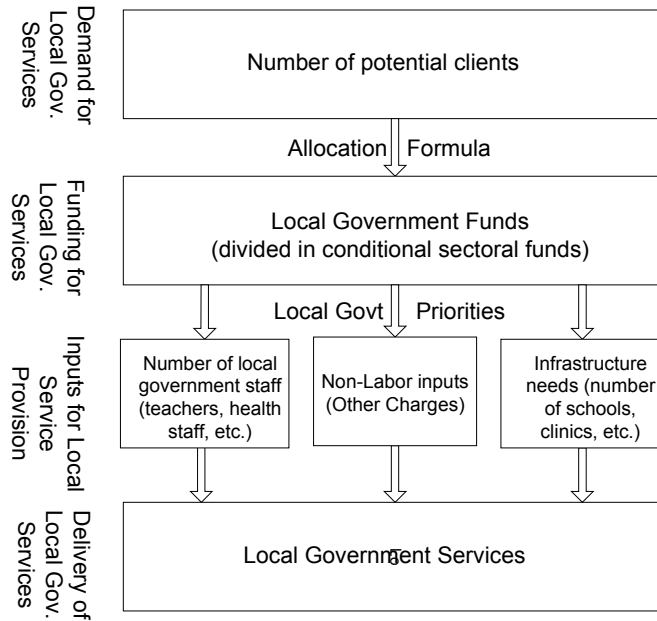 Demand for
Local Gov.
Services
Number of potential clients
Allocation Formula
Funding for
Local Gov.
Services
Local Government Funds
(divided in conditional sectoral funds)
Local Govt Priorities
Inputs for Local
Service
Provision
Number of local
government staff
(teachers, health
staff, etc.)
Non-Labor inputs
(Other Charges)
Infrastructure
needs (number
of schools,
clinics, etc.)
Delivery of
Local Gov.
Services
Local Government Services